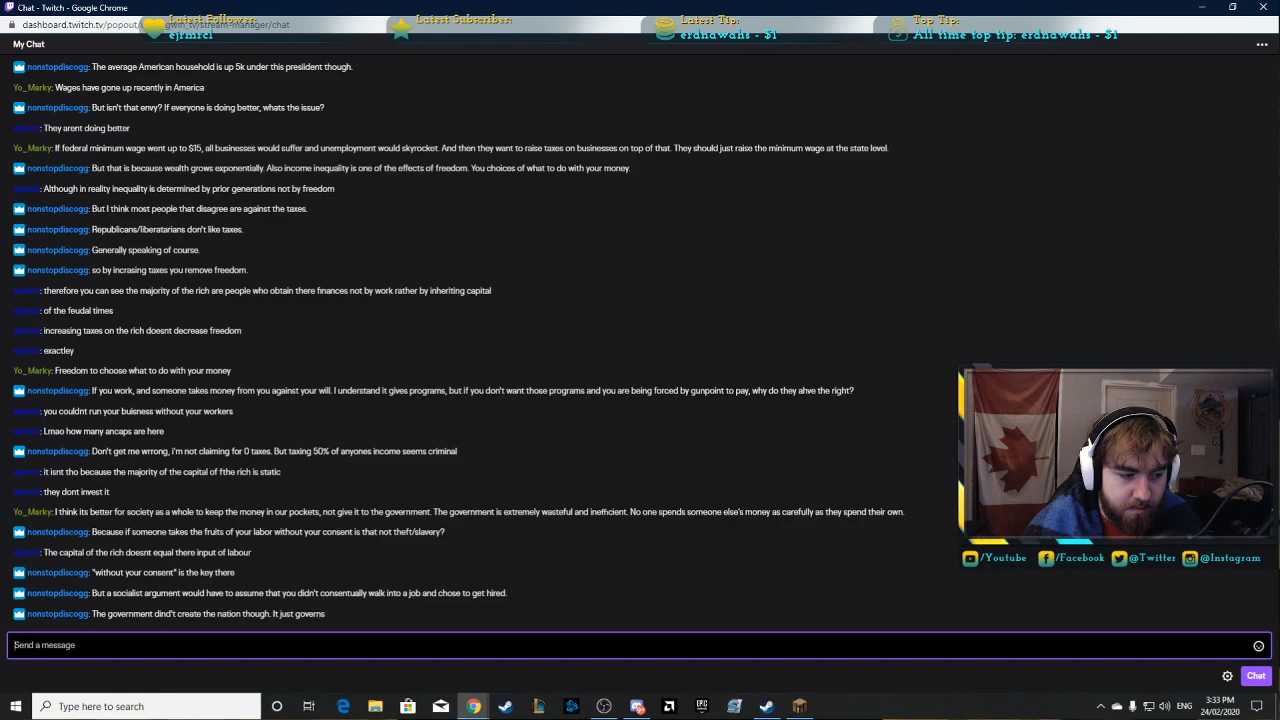 Chat - Twitch - Google Chrome
Latest Follower:
Latest Subscriber:
Latest Tip:
Top Tip:
ejrmrcl
erdnawahs - $1
All time top tip: erdnawahs - $1
My Chat
nonstopdiscogg: The average American household is up 5k under this presiident though.
Yo_Marky: Wages have gone up recently in America
nonstopdiscogg: But isn't that envy? If everyone is doing better, whats the issue?
: They arent doing better
Yo_Marky: If federal minimum wage went up to $15, all businesses would suffer and unemployment would skyrocket. And then they want to raise taxes on businesses on top of that. They should just raise the minimum wage at the state level.
nonstopdiscogg: But that is because wealth grows exponentially. Also income inequality is one of the effects of freedom. You choices of what to do with your money.
: Although in reality inequality is determined by prior generations not by freedom
nonstopdiscogg: But I think most people that disagree are against the taxes.
nonstopdiscogg: Republicans/liberatarians don't like taxes.
nonstopdiscogg: Generally speaking of course.
nonstopdiscogg: so by incrasing taxes you remove freedom.
: therefore you can see the majority of the rich are people who obtain there finances not by work rather by inheriting capital
: of the feudal times
: increasing taxes on the rich doesnt decrease freedom
: exactley
Yo_Marky: Freedom to choose what to do with your money
nonstopdiscogg: If you work, and someone takes money from you against your will. I understand it gives programs, but if you don't want those programs and you are being forced by gunpoint to pay, why do they ahve the right?
: you couldnt run your buisness without your workers
: Lmao how many ancaps are here
nonstopdiscogg: Don't get me wrrong, i'm not claiming for 0 taxes. But taxing 50% of anyones income seems criminal
: it isnt tho because the majority of the capital of fthe rich is static
: they dont invest it
Yo_Marky: I think its better for society as a whole to keep the money in our pockets, not give it to the government. The government is extremely wasteful and inefficient. No one spends someone else's money as carefully as they spend their own.
nonstopdiscogg: Because if someone takes the fruits of your labor without your consent is that not theft/slavery?
: The capital of the rich doesnt equal there input of labour
nonstopdiscogg: "without your consent" is the key there
nonstopdiscogg: But a socialist argument would have to assume that you didn't consentually walk into a job and chose to get hired.
nonstopdiscogg: The government dind't create the nation though. It just governs
/Youtube /Facebook @Twitter @Instagram
Send a message
Chat
Type here to search
ENG
3:33 PM
24/02/2020